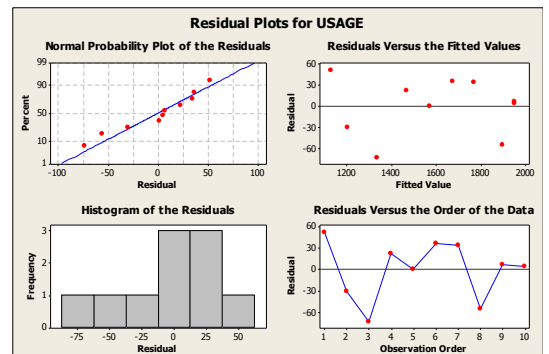 Residual Plots for USAGE
Normal Probability Plot of the Residuals
99
90
50
10
1
Percent
-100 -50 0 50 100
Residual
Residuals Versus the Fitted Values
60
30
0
-30
-60
Residual
1200 1400 1600 1800 2000
Fitted Value
Histogram of the Residuals
3
2
1
0
Frequency
-75 -50 -25 0 25 50
Residual
Residuals Versus the Order of the Data
60
30
0
-30
-60
Residual
1 2 3 4 5 6 7 8 9 10
Observation Order